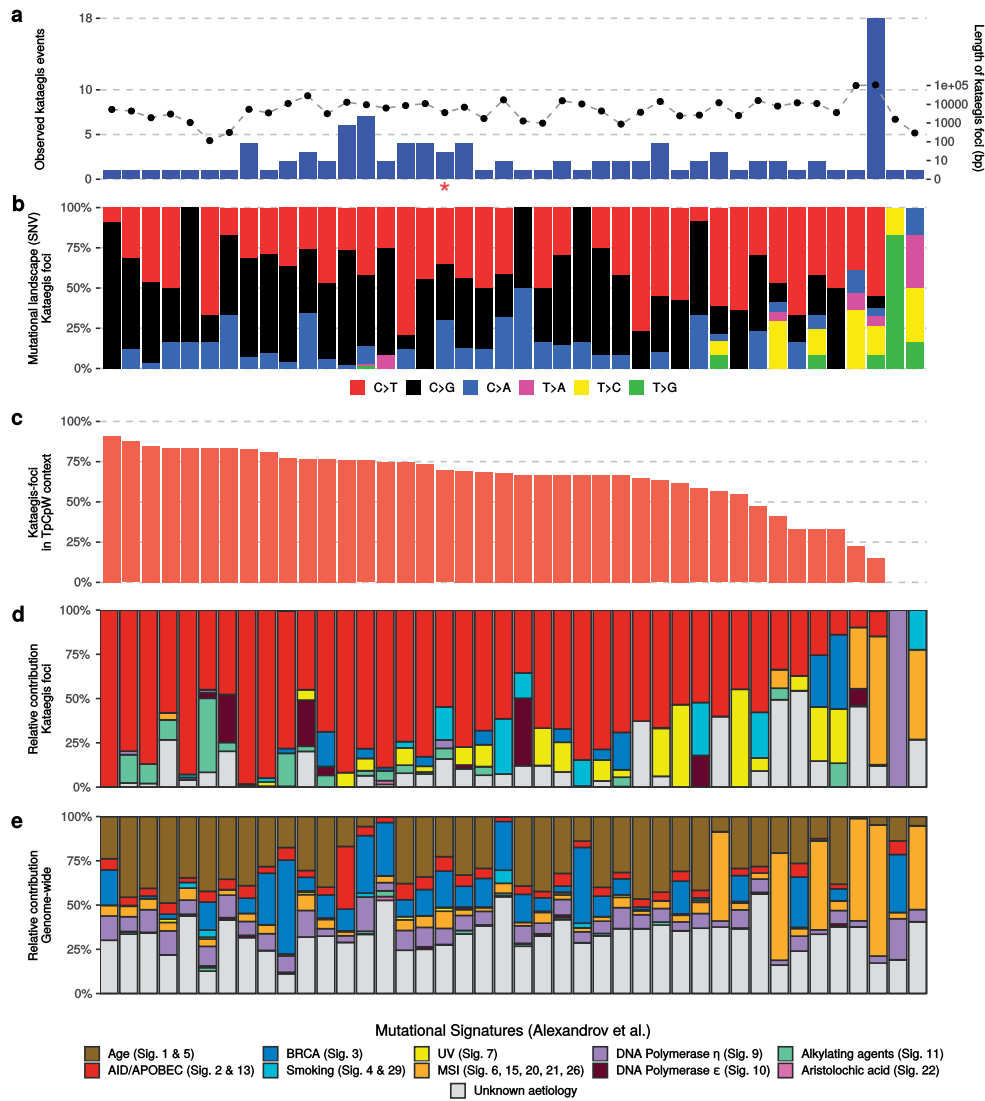 a
Observed kataegis events
18
10
5
0
Length of kataegis foci (bp)
1e+05
10000
1000
100
10
0
*
b
Mutational landscape (SNV)
Kataegis foci
100%
75%
50%
25%
0%
C>T
C>G
C>A
T>A
T>C
T>G
c
Kataegis-foci
in TpCpW context
100%
75%
50%
25%
0%
d
Relative contribution
Kataegis foci
100%
75%
50%
25%
0%
e
Relative contribution
Genome-wide
100%
75%
50%
25%
0%
Mutational Signatures (Alexandrov et al.)
Age (Sig. 1 & 5)
BRCA (Sig. 3)
UV (Sig. 7)
DNA Polymerase η (Sig. 9)
Alkylating agents (Sig. 11)
AID/APOBEC (Sig. 2 & 13)
Smoking (Sig. 4 & 29)
MSI (Sig. 6, 15, 20, 21, 26)
DNA Polymerase ε (Sig. 10)
Aristolochic acid (Sig. 22)
Unknown aetiology